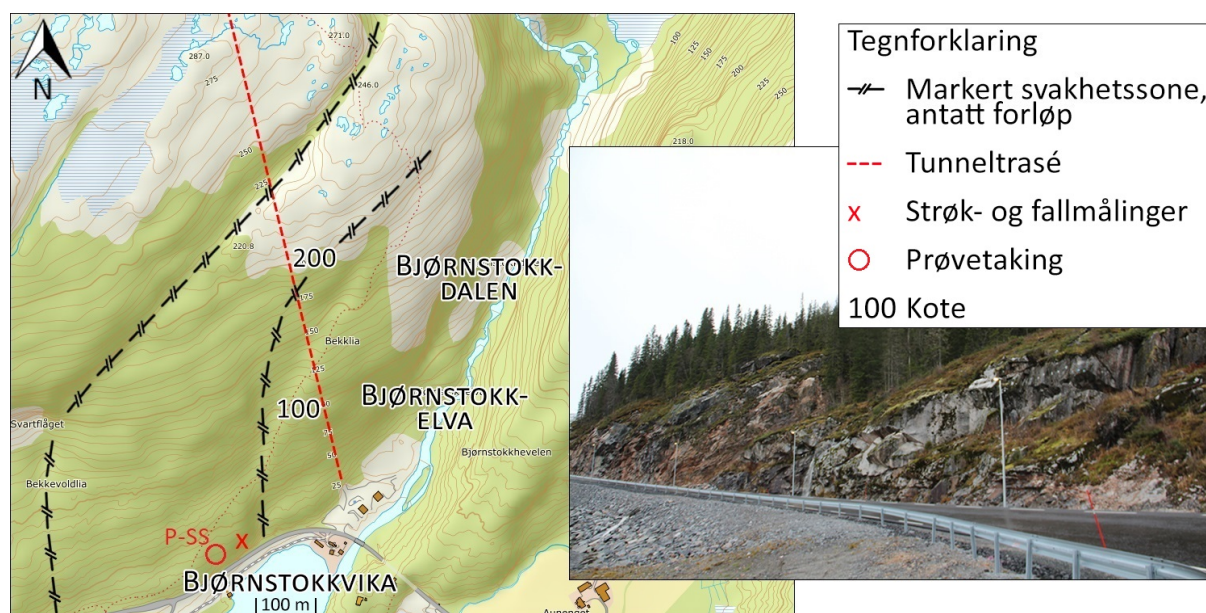 N
287.0
275
271.0
246.0
250
225
220.8
200
175
150
Bekklia
125
100
75
50
25
Svartflåget
Bekkevoldlia
P-SS
BJØRNSTOKKVIKA
100 m
BJØRNSTOKK-
DALEN
BJØRNSTOKK-
ELVA
Bjørnstokkhevelen
100
125
150
175
200
225
250
218.0
Tegnforklaring
Markert svakhetssone,
antatt forløp
Tunneltrasé
x Strøk- og fallmålinger
Prøvetaking
100 Kote